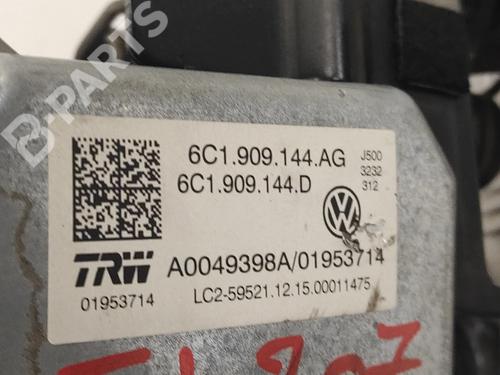 B-PARTS
6C1.909.144.AG
6C1.909.144.D
J500
3232
312
TRW
01953714
A0049398A/01953714
LC2-59521.12.15.00011475